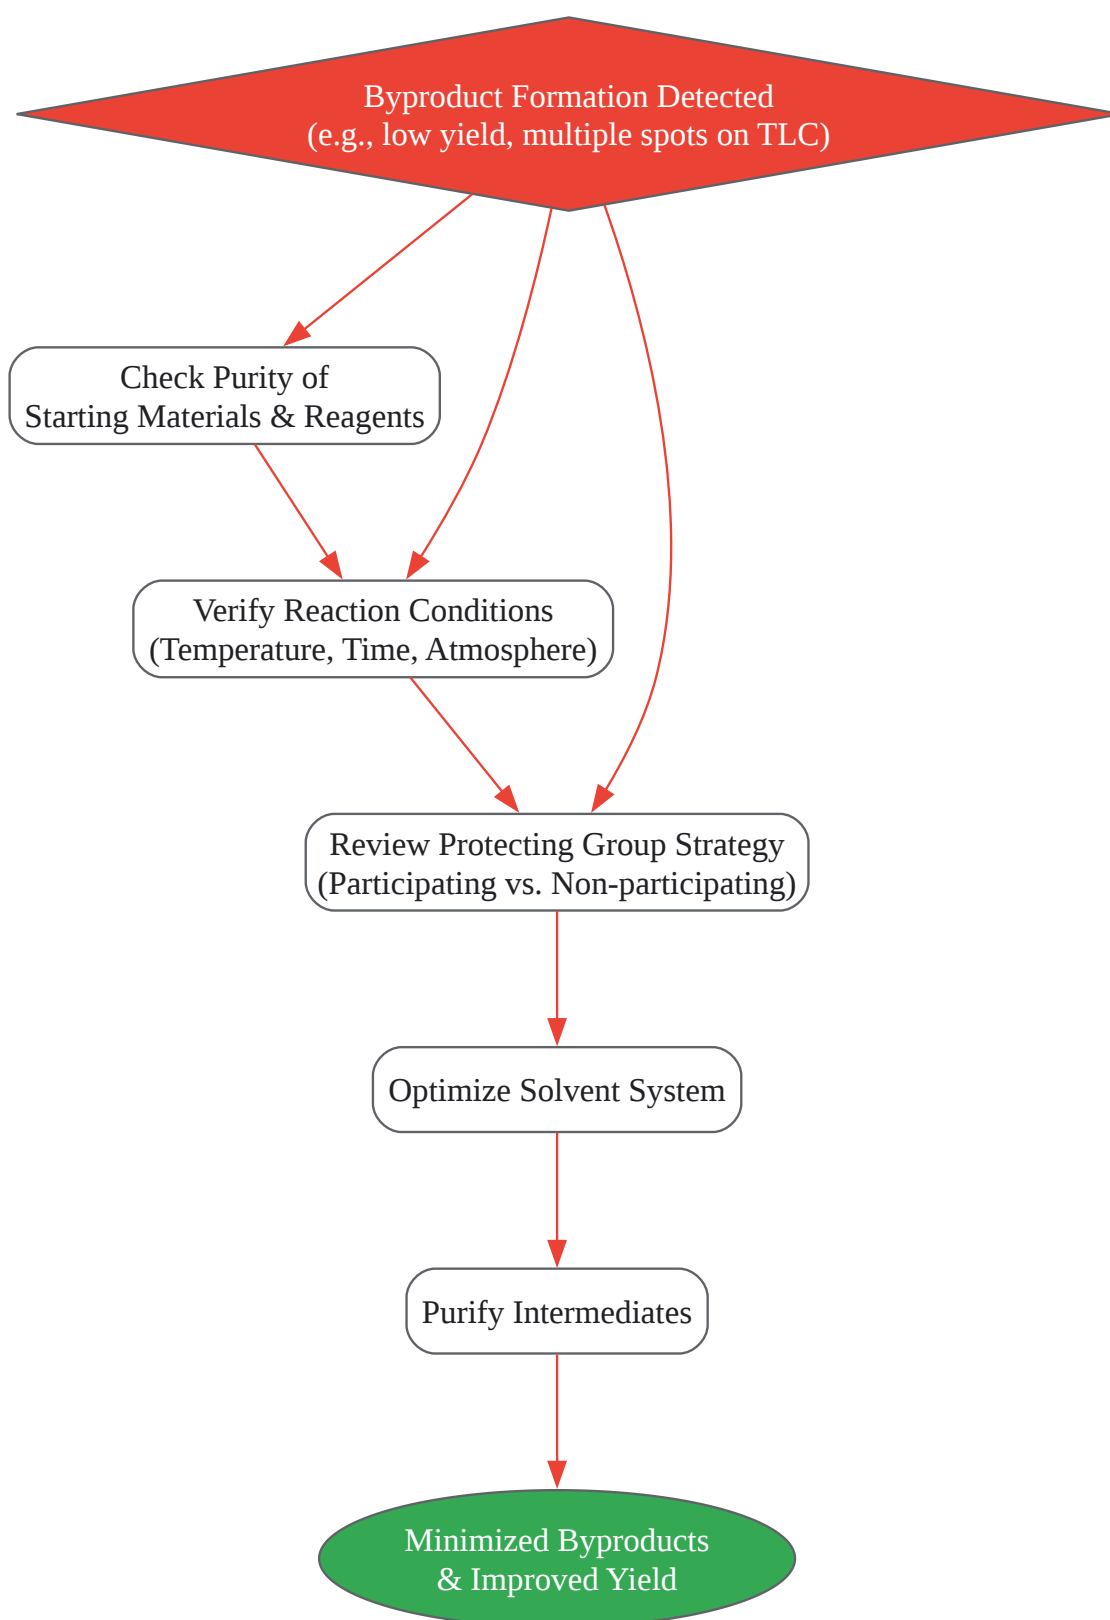 Byproduct Formation Detected
(e.g., low yield, multiple spots on TLC)
Check Purity of
Starting Materials & Reagents
Verify Reaction Conditions
(Temperature, Time, Atmosphere)
Review Protecting Group Strategy
(Participating vs. Non-participating)
Optimize Solvent System
Purify Intermediates
Minimized Byproducts
& Improved Yield